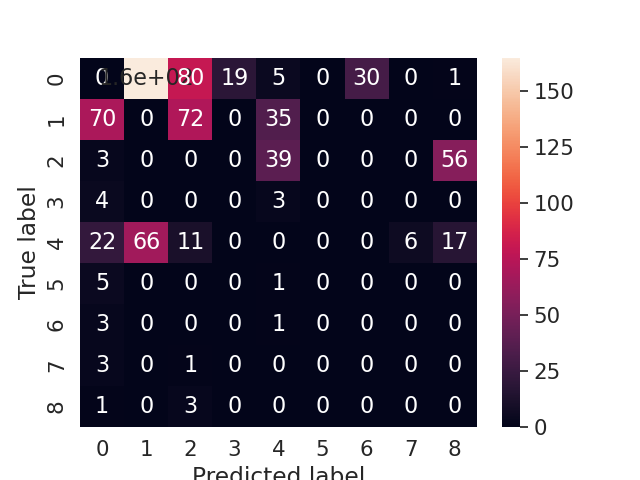 0 0 1.6e+02 80 19 5 0 30 0 1
1 70 0 72 0 35 0 0 0 0
2 3 0 0 0 39 0 0 0 56
3 4 0 0 0 3 0 0 0 0
4 22 66 11 0 0 0 0 6 17
5 5 0 0 0 1 0 0 0 0
6 3 0 0 0 1 0 0 0 0
7 3 0 1 0 0 0 0 0 0
8 1 0 3 0 0 0 0 0 0
0 1 2 3 4 5 6 7 8
Predicted label
True label
150
125
100
75
50
25
0